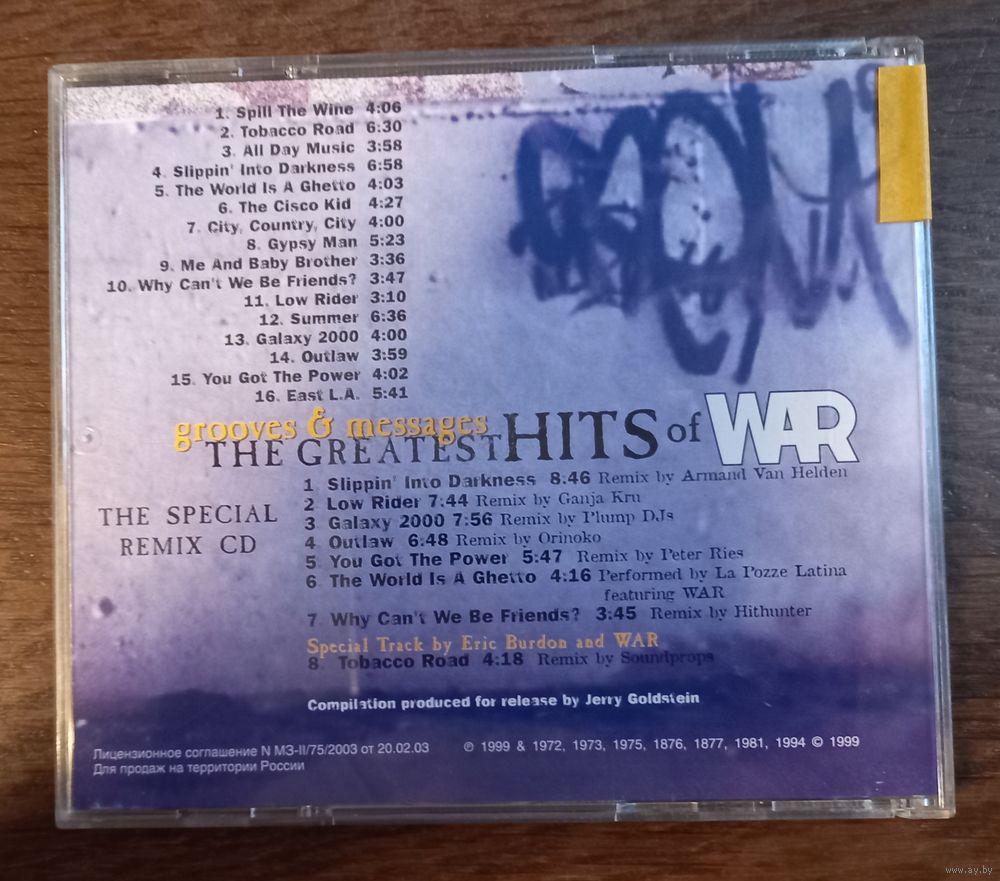 1. Spill The Wine 4:06
2. Tobacco Road 6:30
3. All Day Music 3:58
4. Slippin' Into Darkness 6:58
5. The World Is A Ghetto 4:03
6. The Cisco Kid 4:27
7. City, Country, City 4:00
8. Gypsy Man 5:23
9. Me And Baby Brother 3:36
10. Why Can't We Be Friends? 3:47
11. Low Rider 3:10
12. Summer 6:36
13. Galaxy 2000 4:00
14. Outlaw 3:59
15. You Got The Power 4:02
16. East L.A. 5:41
grooves & messages
THE GREATEST HITS of WAR
THE SPECIAL
REMIX CD
1 Slippin' Into Darkness 8:46 Remix by Armand Van Helden
2 Low Rider 7:44 Remix by Ganja Kru
3 Galaxy 2000 7:56 Remix by Plump DJs
4 Outlaw 6:48 Remix by Orinoko
5 You Got The Power 5:47 Remix by Peter Ries
6 The World Is A Ghetto 4:16 Performed by La Pozze Latina
featuring WAR
7 Why Can't We Be Friends? 3:45 Remix by Hithunter
Special Track by Eric Burdon and WAR
8 Tobacco Road 4:18 Remix by Soundprops
Compilation produced for release by Jerry Goldstein
Лицензионное соглашение N МЗ-II/75/2003 от 20.02.03
Для продаж на территории России
℗ 1999 & 1972, 1973, 1975, 1876, 1877, 1981, 1994 © 1999
www.ay.by